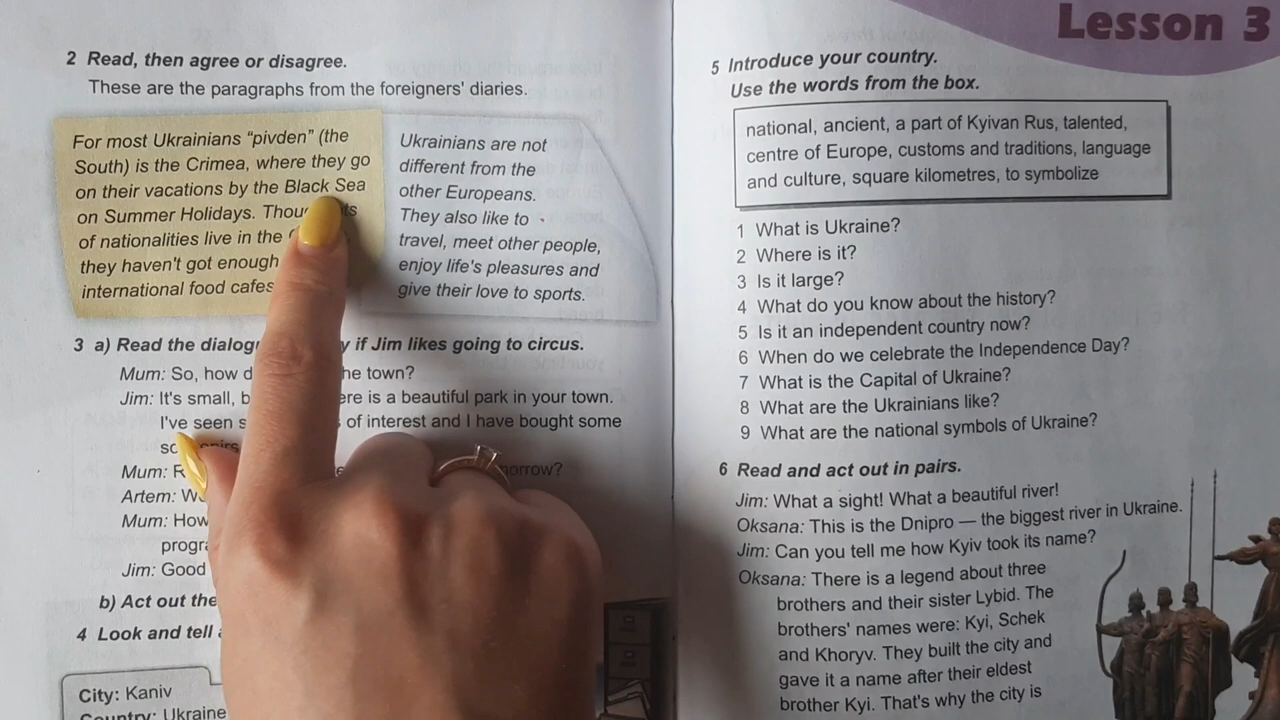 2 Read, then agree or disagree.
These are the paragraphs from the foreigners' diaries.
For most Ukrainians "pivden" (the
South) is the Crimea, where they go
on their vacations by the Black Sea
on Summer Holidays.
of nationalities live in the
they haven't got enough
international food cafes
Ukrainians are not
different from the
other Europeans.
They also like to
travel, meet other people,
enjoy life's pleasures and
give their love to sports.
3 a) Read the if Jim likes going to circus.
Mum: So, how the town?
Jim: It's small, is a beautiful park in your town.
I've seen of interest and I have bought some
Mum:
Artem:
Mum: How
Jim: Good
b) Act out the
4 Look and tell
City: Kaniv
Country: Ukraine
Lesson 3
5 Introduce your country.
Use the words from the box.
national, ancient, a part of Kyivan Rus, talented,
centre of Europe, customs and traditions, language
and culture, square kilometres, to symbolize
1 What is Ukraine?
2 Where is it?
3 Is it large?
4 What do you know about the history?
5 Is it an independent country now?
6 When do we celebrate the Independence Day?
7 What is the Capital of Ukraine?
8 What are the Ukrainians like?
9 What are the national symbols of Ukraine?
6 Read and act out in pairs.
Jim: What a sight! What a beautiful river!
Oksana: This is the Dnipro — the biggest river in Ukraine.
Jim: Can you tell me how Kyiv took its name?
Oksana: There is a legend about three
brothers and their sister Lybid. The
brothers' names were: Kyi, Schek
and Khoryv. They built the city and
gave it a name after their eldest
brother Kyi. That's why the city is